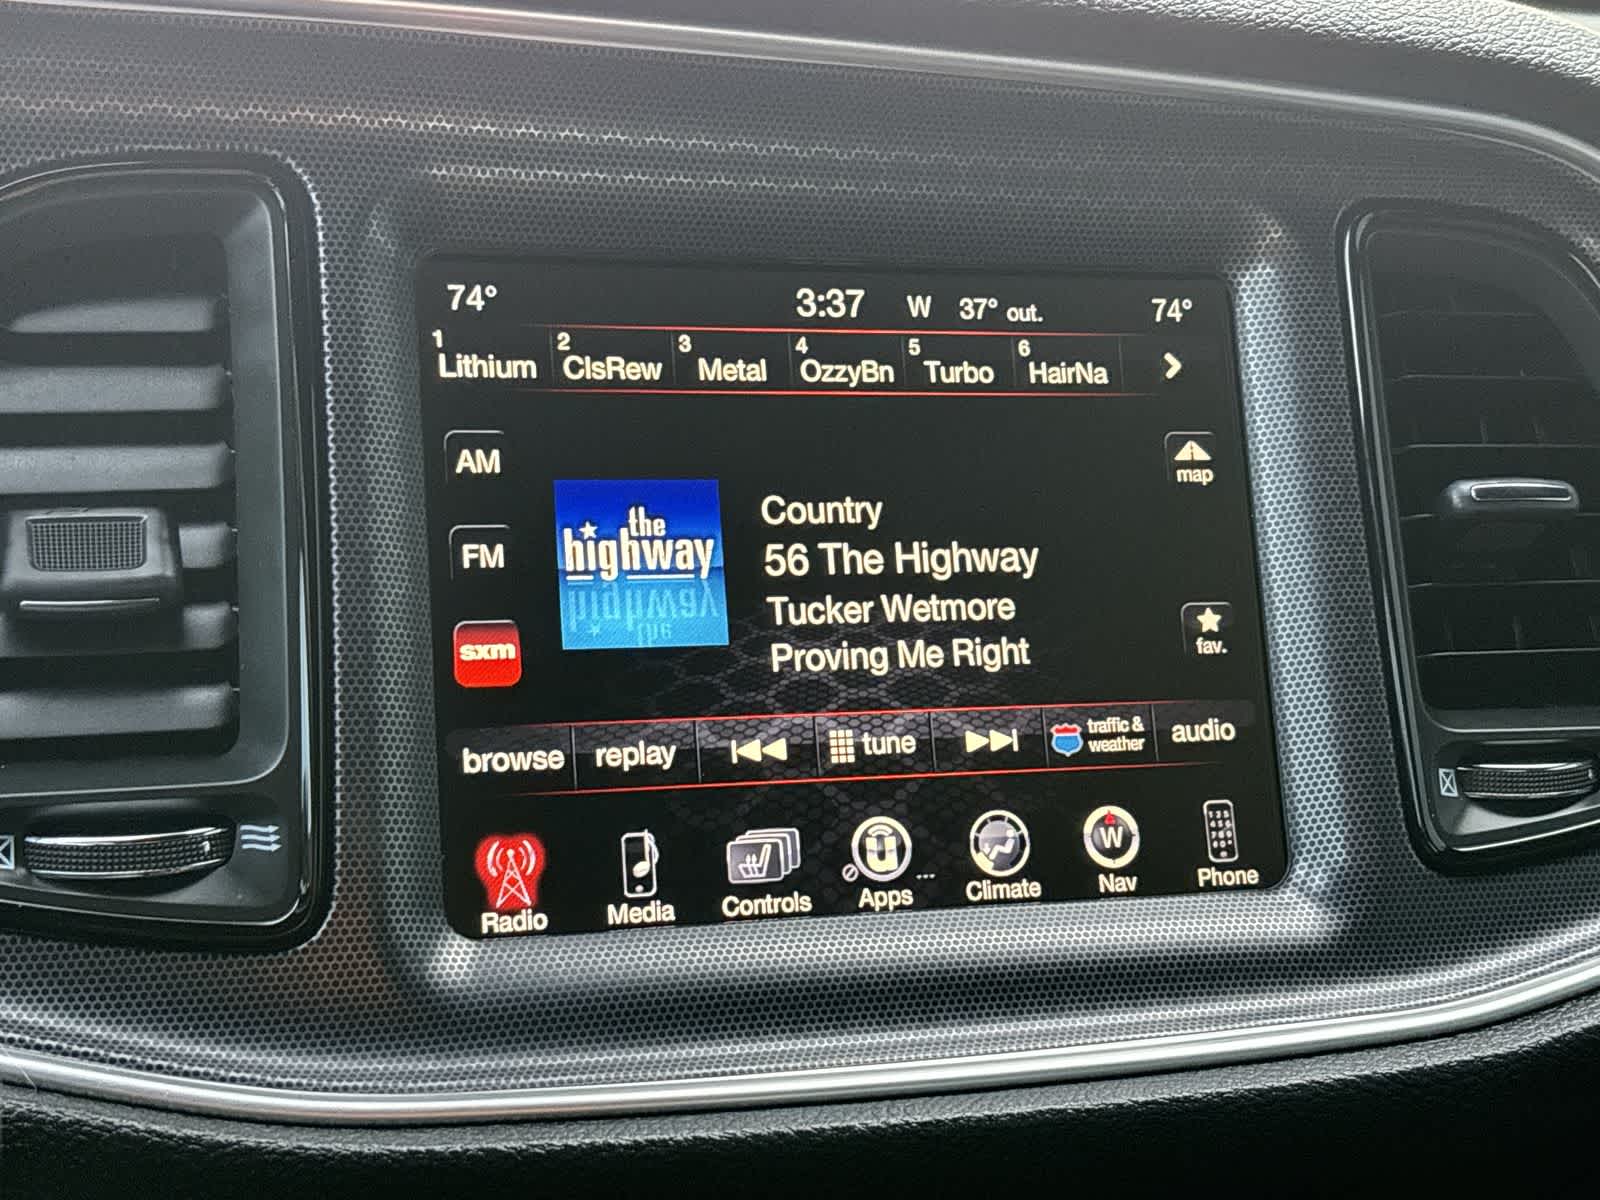 74° 3:37 W 37° out. 74°
1 Lithium 2 ClsRew 3 Metal 4 OzzyBn 5 Turbo 6 HairNa
AM
map
the
highway
Country
56 The Highway
Tucker Wetmore
Proving Me Right
FM
sxm
fav.
browse replay tune traffic & weather audio
Radio Media Controls Apps ... Climate W Nav Phone